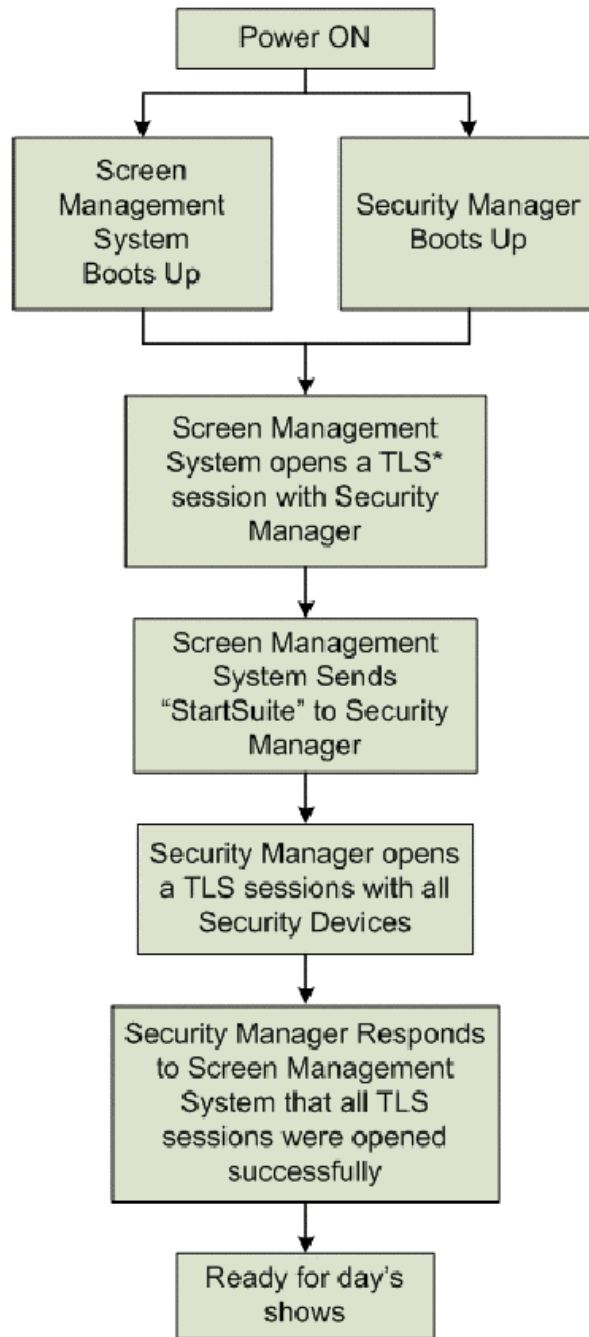 Power ON
Screen
Management
System
Boots Up
Security Manager
Boots Up
Screen Management
System opens a TLS*
session with Security
Manager
Screen Management
System Sends
“StartSuite” to Security
Manager
Security Manager opens
a TLS sessions with all
Security Devices
Security Manager Responds
to Screen Management
System that all TLS
sessions were opened
successfully
Ready for day’s
shows